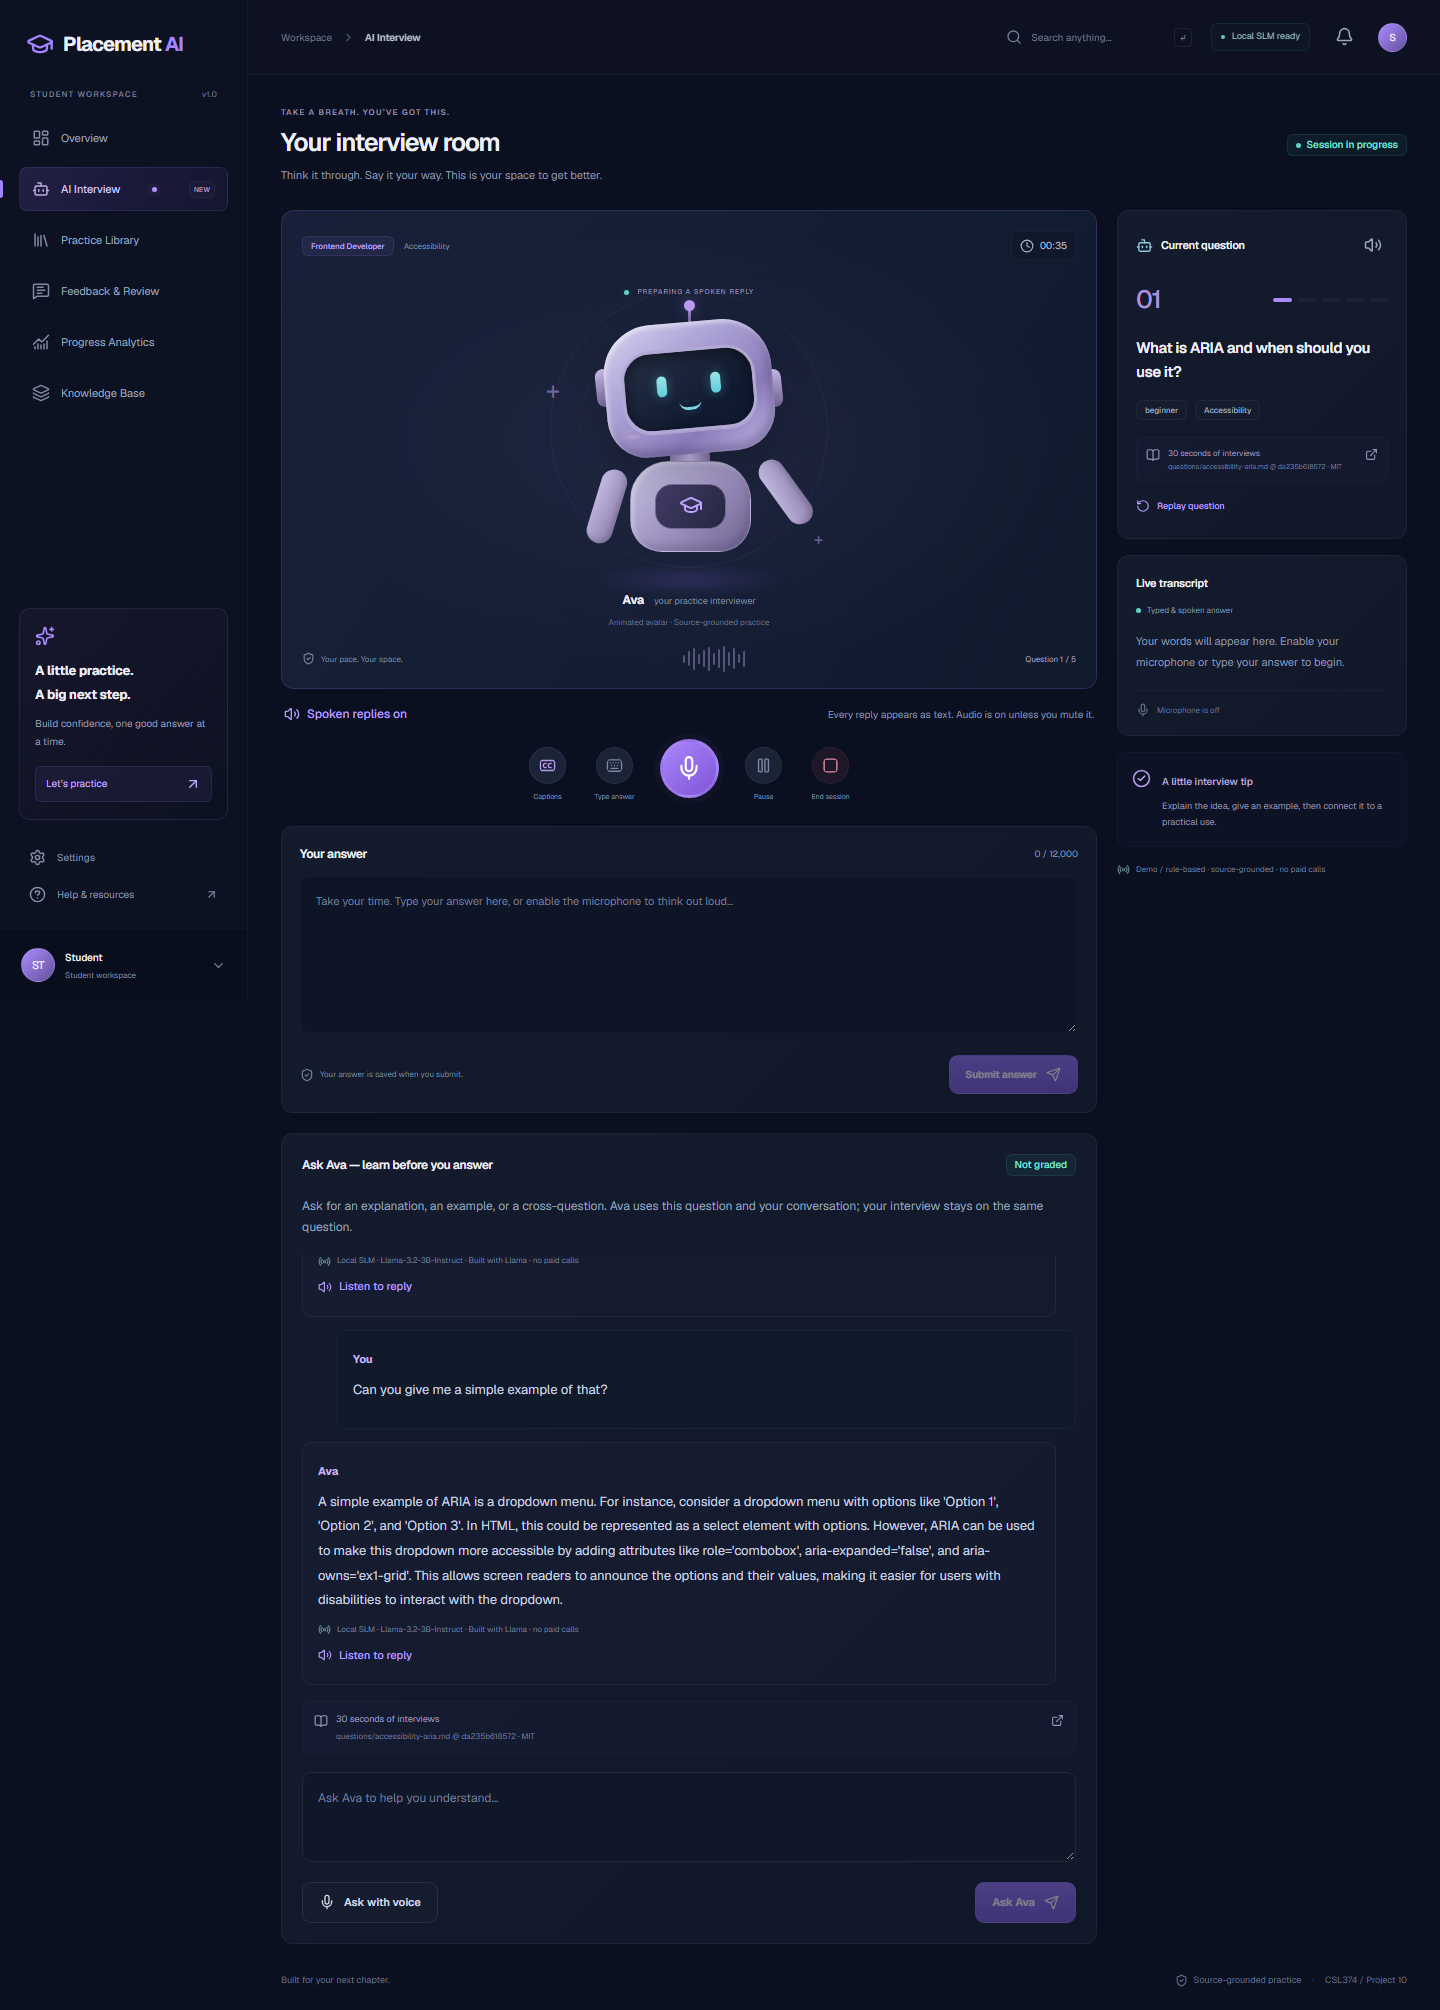 Placement AI
STUDENT WORKSPACE
v1.0
Overview
AI Interview
NEW
Practice Library
Feedback & Review
Progress Analytics
Knowledge Base
A little practice.
A big next step.
Build confidence, one good answer at
a time.
Let's practice
Settings
Help & resources
ST
Student
Student workspace
Workspace
AI Interview
Search anything...
Local SLM ready
S
TAKE A BREATH. YOU'VE GOT THIS.
Your interview room
Think it through. Say it your way. This is your space to get better.
Session in progress
Frontend Developer
Accessibility
00:35
PREPARING A SPOKEN REPLY
Ava your practice interviewer
Animated avatar · Source-grounded practice
Your pace. Your space.
Question 1 / 5
Spoken replies on
Every reply appears as text. Audio is on unless you mute it.
CC
Captions
Type answer
Pause
End session
Your answer
0 / 12,000
Take your time. Type your answer here, or enable the microphone to think out loud...
Your answer is saved when you submit.
Submit answer
Ask Ava — learn before you answer
Not graded
Ask for an explanation, an example, or a cross-question. Ava uses this question and your conversation; your interview stays on the same
question.
Local SLM · Llama-3.2-3B-Instruct · Built with Llama · no paid calls
Listen to reply
You
Can you give me a simple example of that?
Ava
A simple example of ARIA is a dropdown menu. For instance, consider a dropdown menu with options like 'Option 1',
'Option 2', and 'Option 3'. In HTML, this could be represented as a select element with options. However, ARIA can be used
to make this dropdown more accessible by adding attributes like role='combobox', aria-expanded='false', and aria-
owns='ex1-grid'. This allows screen readers to announce the options and their values, making it easier for users with
disabilities to interact with the dropdown.
Local SLM · Llama-3.2-3B-Instruct · Built with Llama · no paid calls
Listen to reply
30 seconds of interviews
questions/accessibility-aria.md @ da235b618572 · MIT
Ask Ava to help you understand...
Ask with voice
Ask Ava
Current question
01
What is ARIA and when should you
use it?
beginner
Accessibility
30 seconds of interviews
questions/accessibility-aria.md @ da235b618572 · MIT
Replay question
Live transcript
Typed & spoken answer
Your words will appear here. Enable your
microphone or type your answer to begin.
Microphone is off
A little interview tip
Explain the idea, give an example, then connect it to a
practical use.
Demo / rule-based · source-grounded · no paid calls
Built for your next chapter.
Source-grounded practice · CSL374 / Project 10